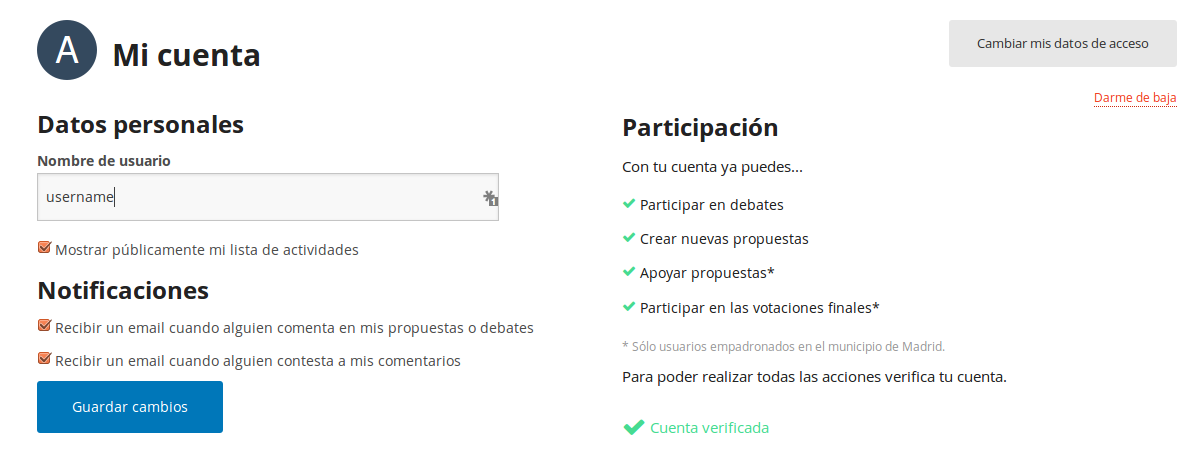 A
Mi cuenta
Cambiar mis datos de acceso
Darme de baja
Datos personales
Nombre de usuario
username
1
Mostrar públicamente mi lista de actividades
Notificaciones
Recibir un email cuando alguien comenta en mis propuestas o debates
Recibir un email cuando alguien contesta a mis comentarios
Guardar cambios
Participación
Con tu cuenta ya puedes...
Participar en debates
Crear nuevas propuestas
Apoyar propuestas*
Participar en las votaciones finales*
* Sólo usuarios empadronados en el municipio de Madrid.
Para poder realizar todas las acciones verifica tu cuenta.
Cuenta verificada